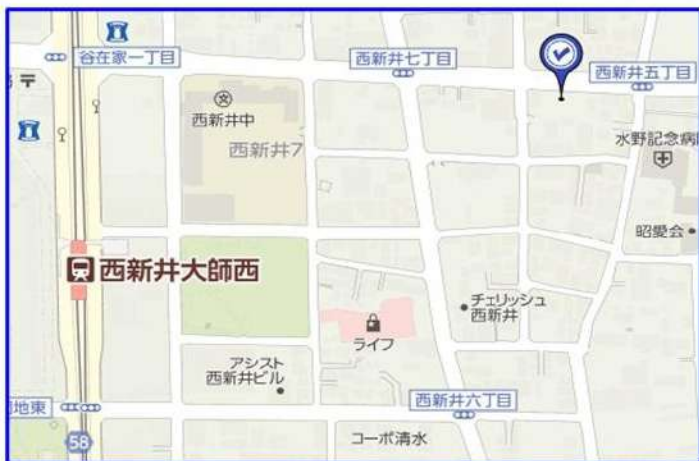 谷在家一丁目
西新井七丁目
西新井五丁目
文
西新井中
西新井7
水野記念病
昭愛会
西新井大師西
チェリッシュ
西新井
ライフ
アシスト
西新井ビル
地東
西新井六丁目
58
コーポ清水